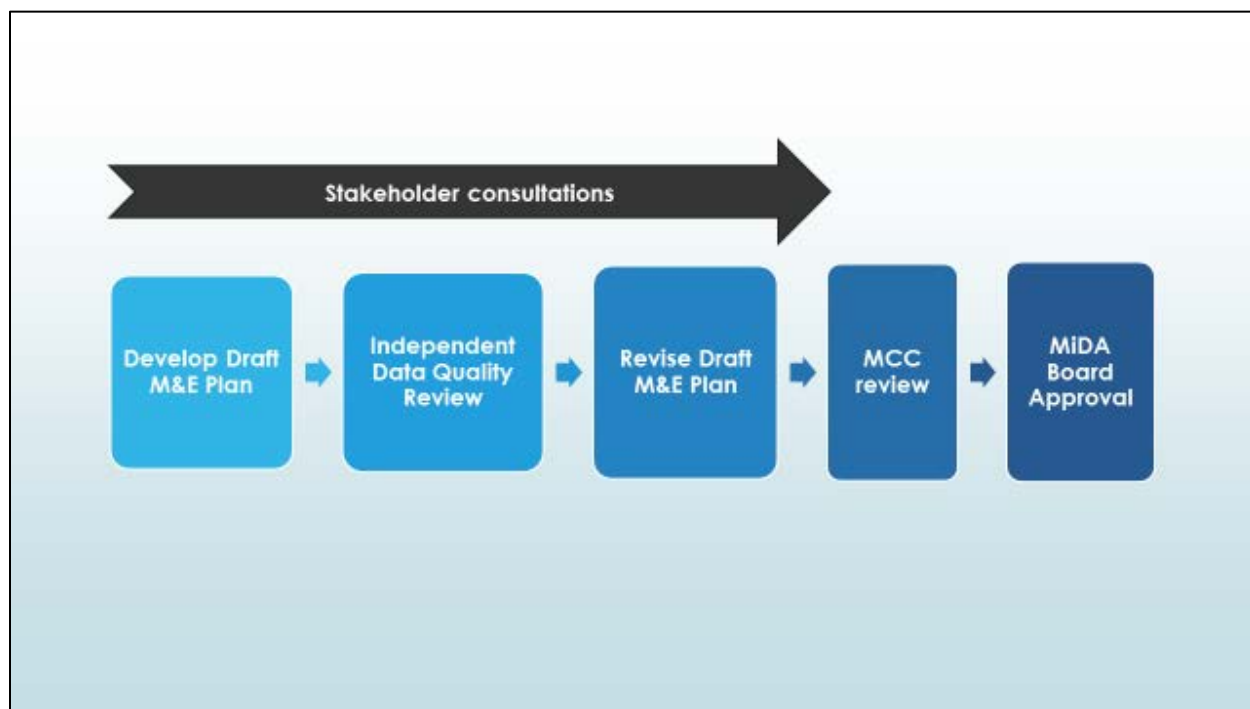 Stakeholder consultations
Develop Draft
M&E Plan
Independent
Data Quality
Review
Revise Draft
M&E Plan
MCC
review
MiDA
Board
Approval